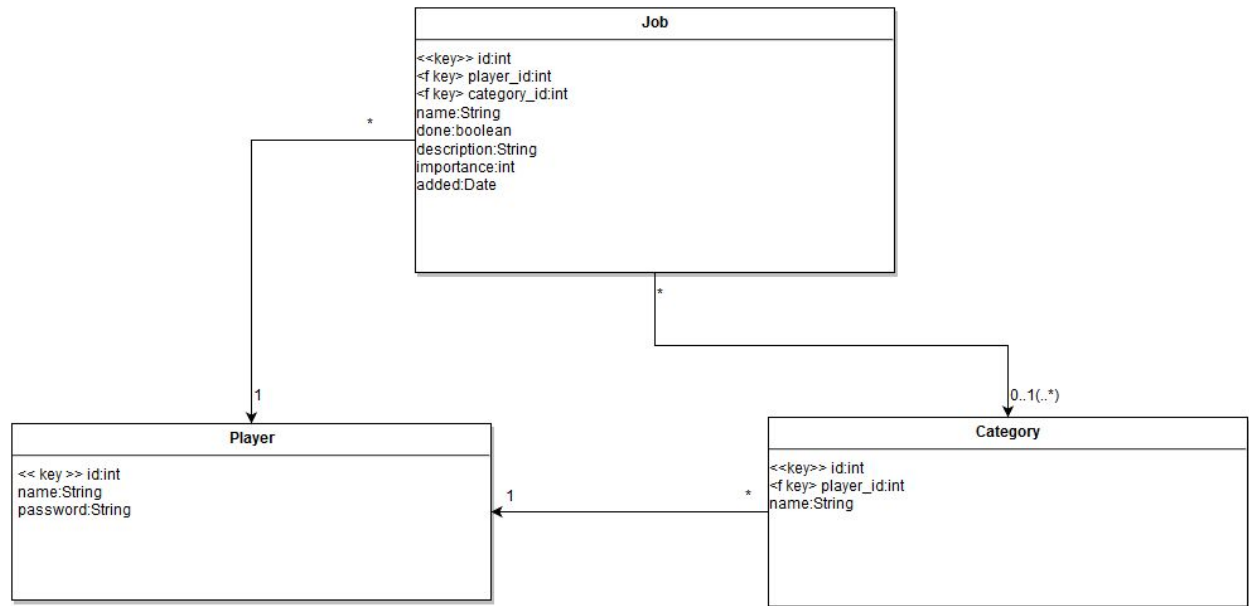 Job
<<key>> id:int
<f key> player_id:int
<f key> category_id:int
name:String
done:boolean
description:String
importance:int
added:Date
*
*
1
0..1(..*)
Player
<< key >> id:int
name:String
password:String
1
*
Category
<<key>> id:int
<f key> player_id:int
name:String